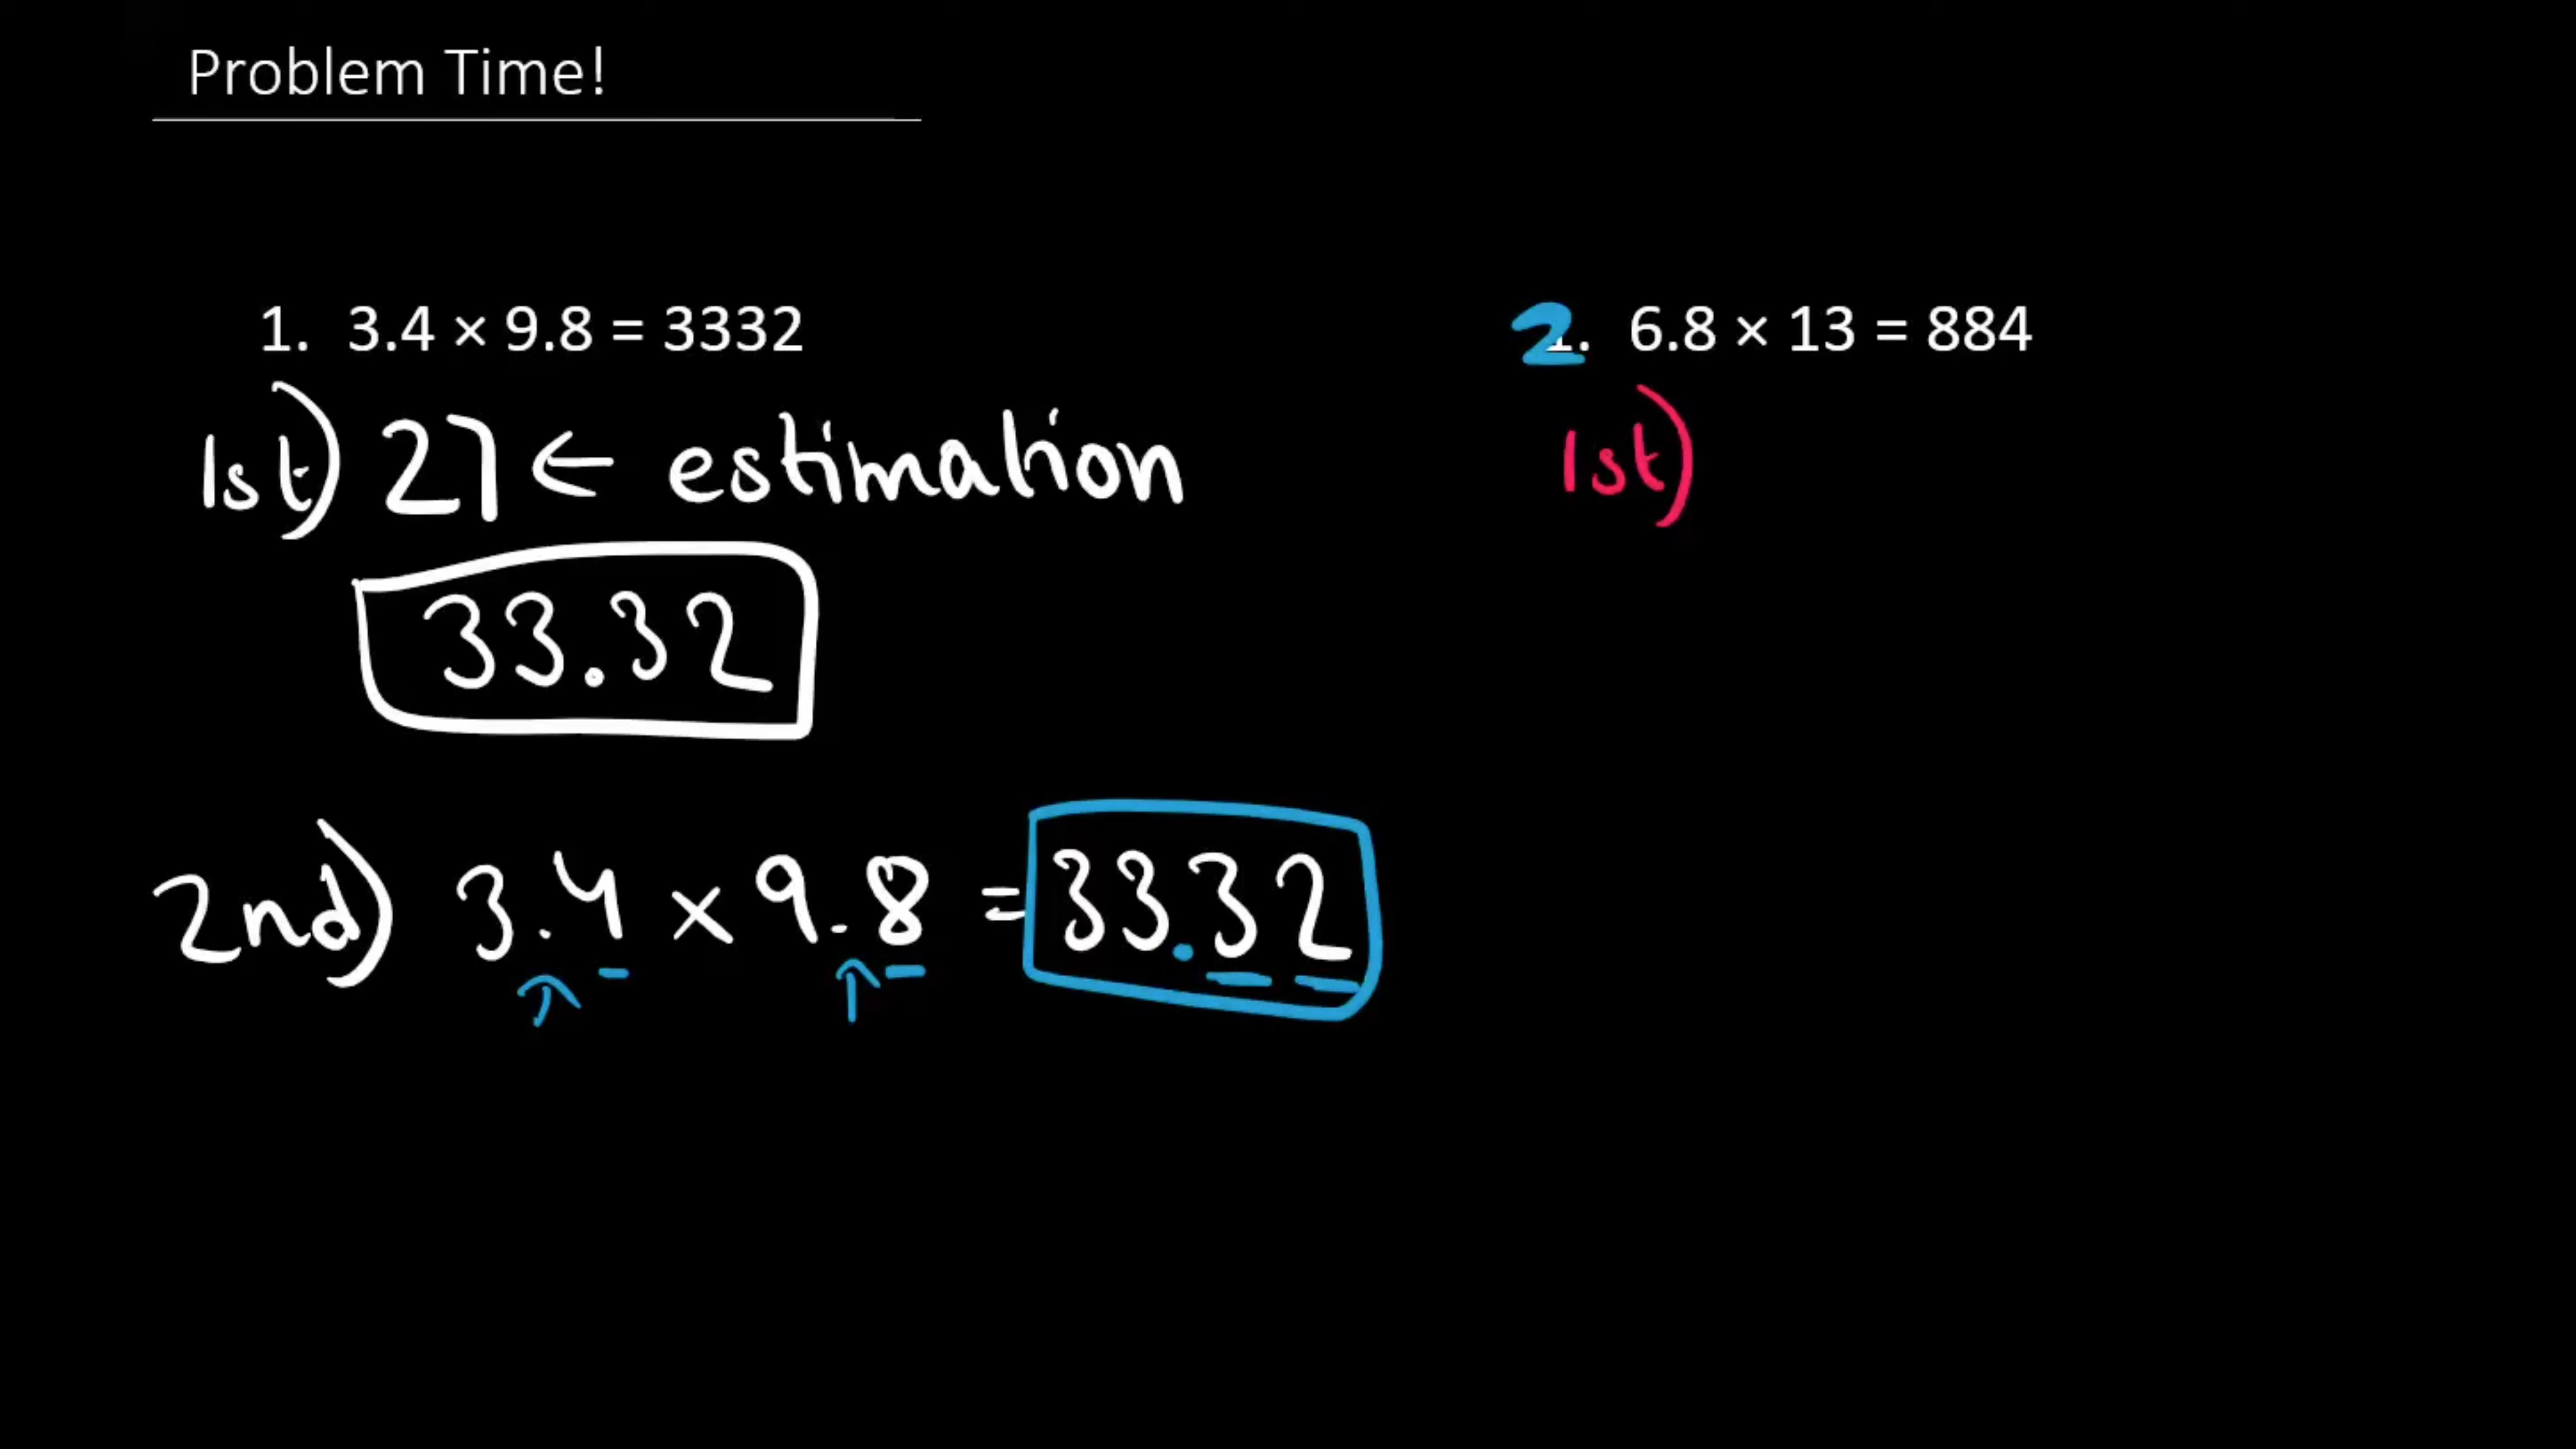 Problem Time!
1. 3.4 × 9.8 = 3332
1st) 27 ← estimation
33.32
2nd) 3.4 × 9.8 = 33.32
2. 6.8 × 13 = 884
1st)